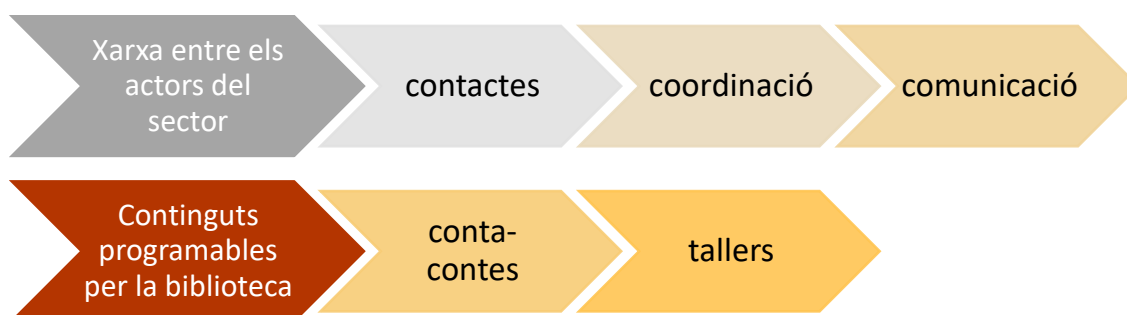 Xarxa entre els
actors del
sector
contactes
coordinació
comunicació
Continguts
programables
per la biblioteca
conta-
contes
tallers